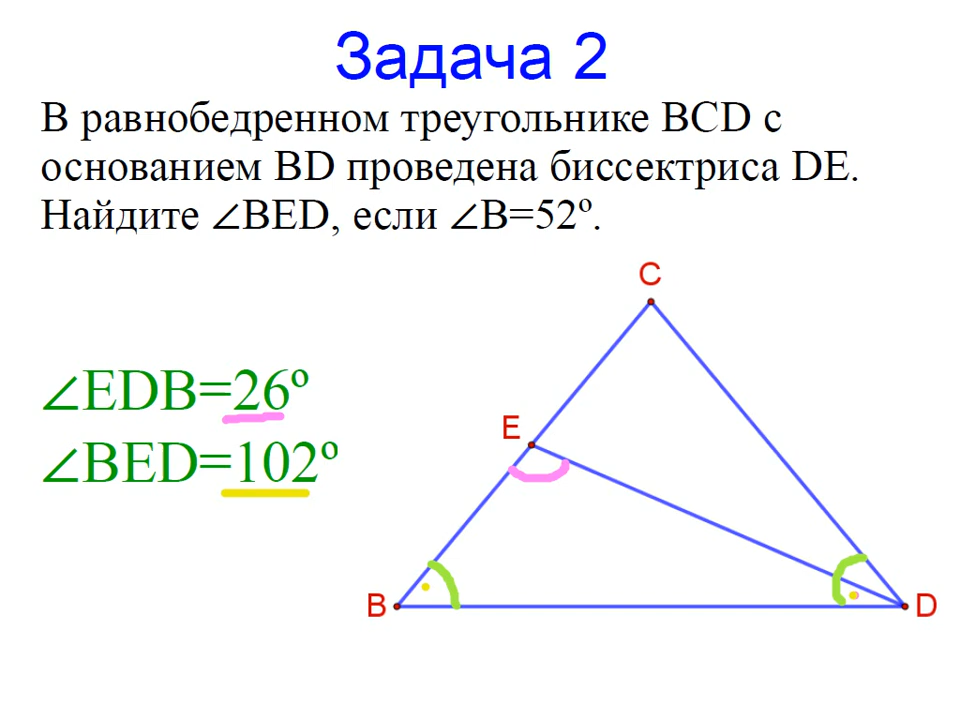 Задача 2
В равнобедренном треугольнике BCD с
основанием BD проведена биссектриса DE.
Найдите ∠BED, если ∠B=52º.
C
∠EDB=26º
E
∠BED=102º
B
D